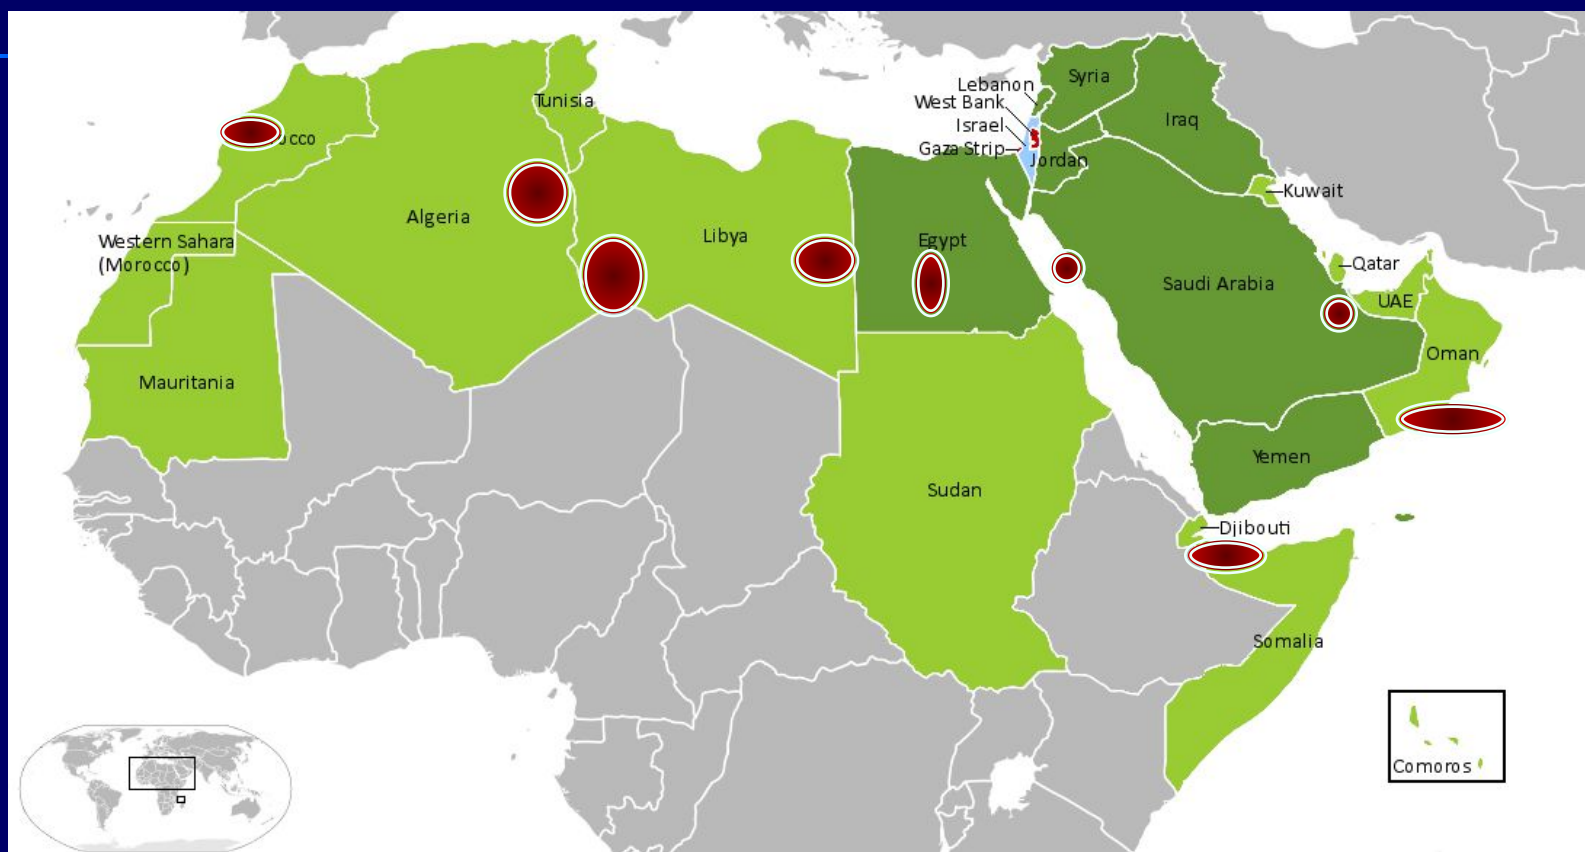 Syria
Lebanon
West Bank
Tunisia
Iraq
Israel
occo
Gaza Strip
Jordan
Kuwait
Algeria
Libya
Egypt
Western Sahara
(Morocco)
Qatar
Saudi Arabia
UAE
Oman
Mauritania
Yemen
Sudan
Djibouti
Somalia
Comoros